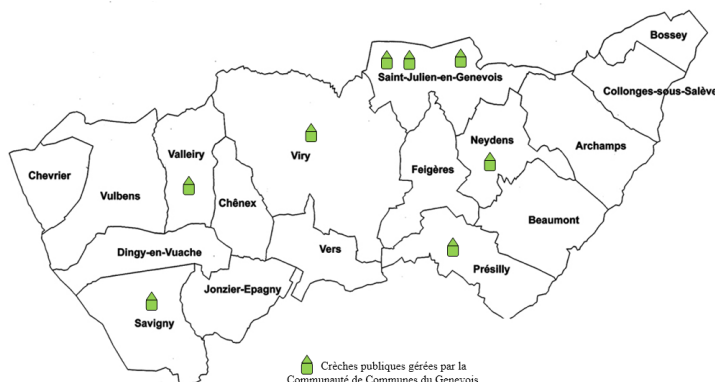 Bossey
Saint-Julien-en-Genevois
Collonges-sous-Salève
Neydens
Archamps
Valleiry
Viry
Feigères
Chevrier
Vulbens
Chênex
Beaumont
Dingy-en-Vuache
Vers
Présilly
Jonzier-Epagny
Savigny
Crèches publiques gérées par la
Communauté de Communes du Genevois